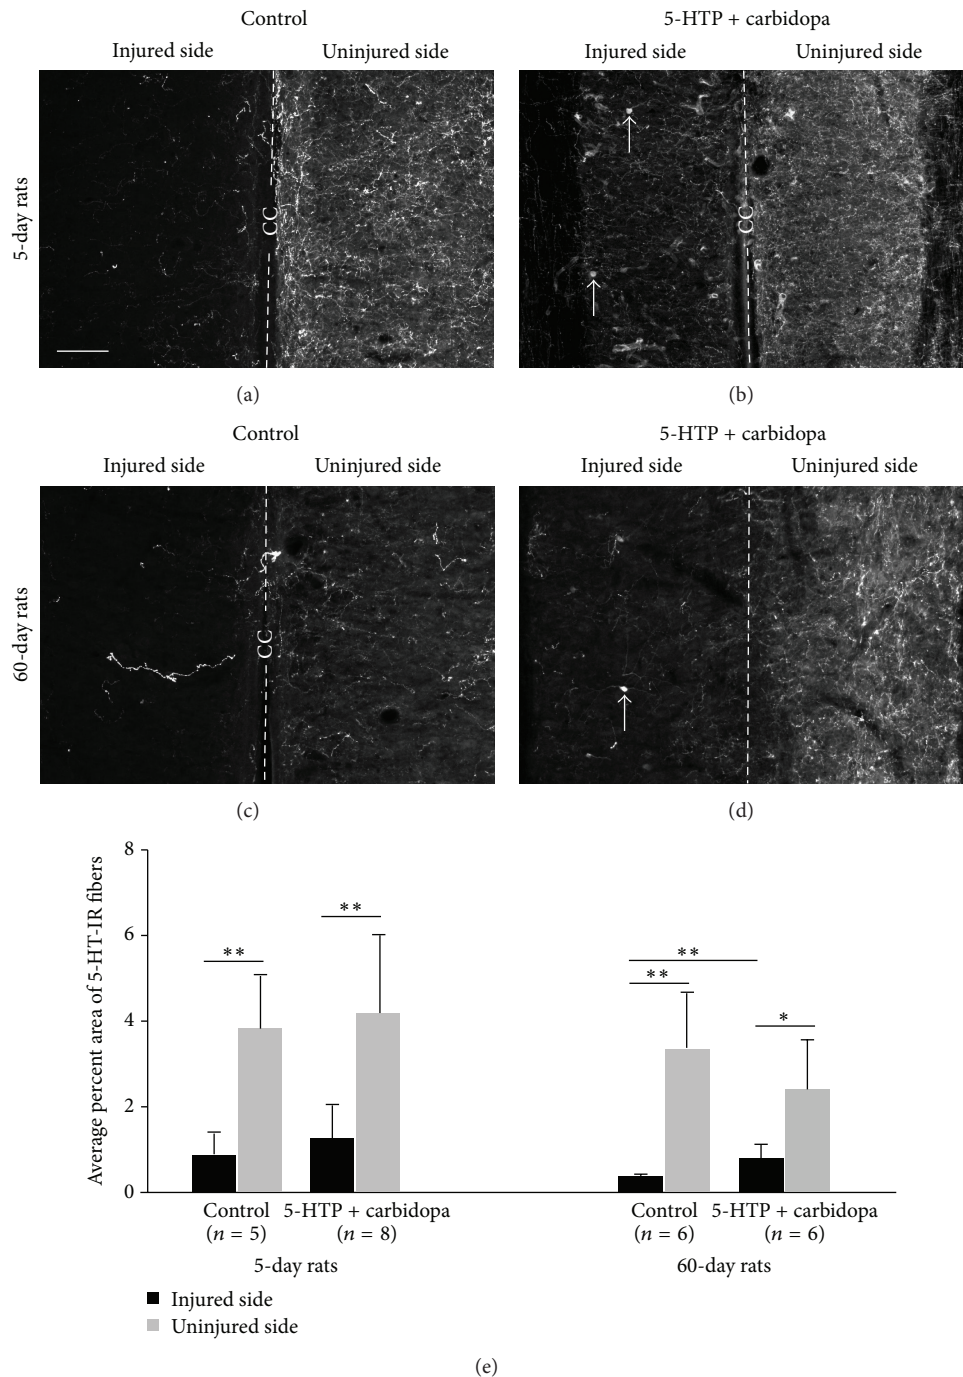 Control
5-HTP + carbidopa
Injured side
Uninjured side
Injured side
Uninjured side
5-day rats
CC
CC
(a)
(b)
Control
5-HTP + carbidopa
Injured side
Uninjured side
Injured side
Uninjured side
60-day rats
CC
(c)
(d)
Average percent area of 5-HT-IR fibers
8
6
4
2
0
**
**
**
**
*
Control
(n = 5)
5-HTP + carbidopa
(n = 8)
Control
(n = 6)
5-HTP + carbidopa
(n = 6)
5-day rats
60-day rats
Injured side
Uninjured side
(e)